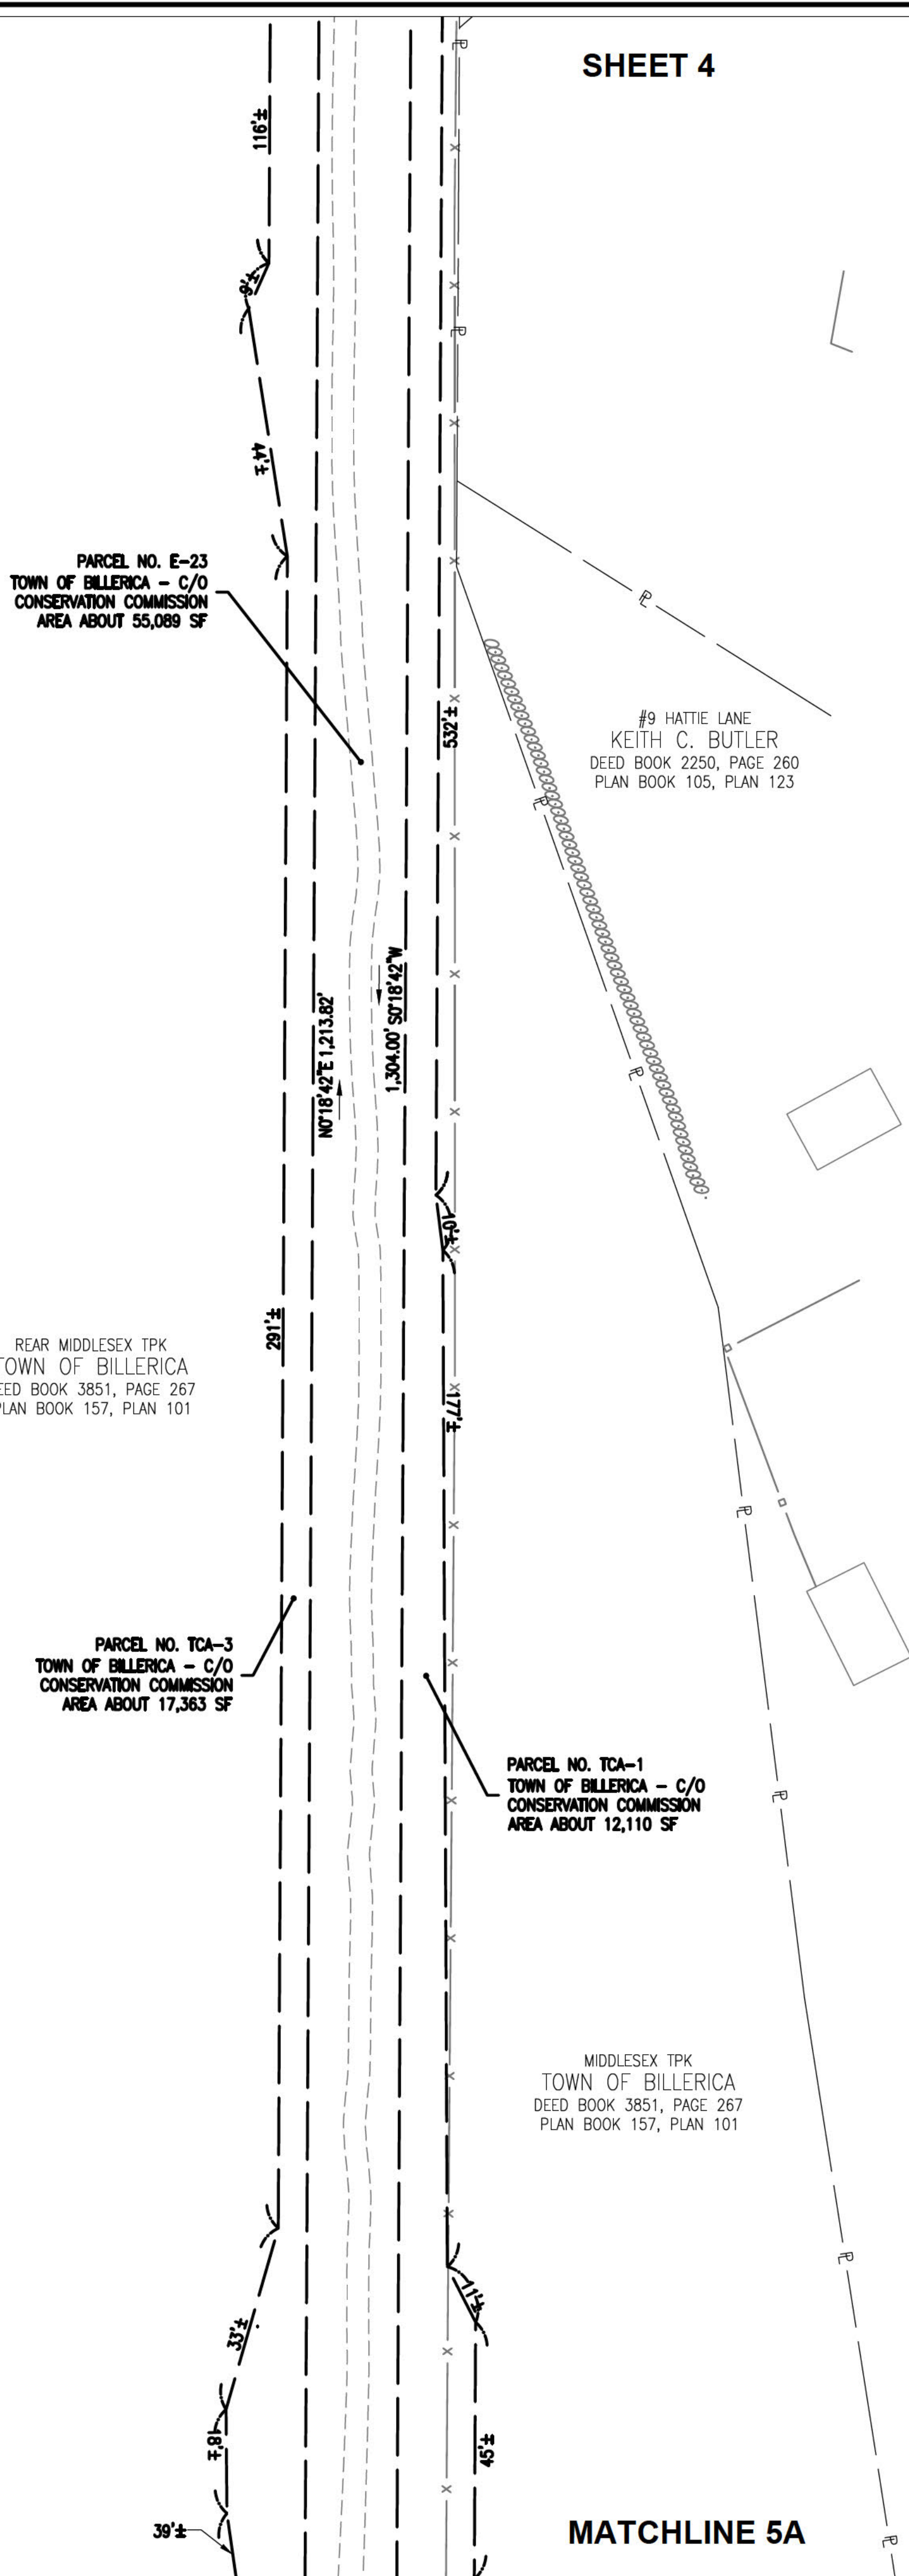 SHEET 4
℄
116'±
9'±
℄
44'±
PARCEL NO. E-23
TOWN OF BILLERICA - C/O
CONSERVATION COMMISSION
AREA ABOUT 55,089 SF
℄
532'±
#9 HATTIE LANE
KEITH C. BUTLER
DEED BOOK 2250, PAGE 260
PLAN BOOK 105, PLAN 123
℄
N0°18'42"E 1,213.82'
1,304.00' S0°18'42"W
℄
10'±
291'±
REAR MIDDLESEX TPK
TOWN OF BILLERICA
EED BOOK 3851, PAGE 267
PLAN BOOK 157, PLAN 101
177'±
℄
PARCEL NO. TCA-3
TOWN OF BILLERICA - C/O
CONSERVATION COMMISSION
AREA ABOUT 17,363 SF
PARCEL NO. TCA-1
TOWN OF BILLERICA - C/O
CONSERVATION COMMISSION
AREA ABOUT 12,110 SF
℄
MIDDLESEX TPK
TOWN OF BILLERICA
DEED BOOK 3851, PAGE 267
PLAN BOOK 157, PLAN 101
℄
11'±
33'±
18'±
45'±
39'±
MATCHLINE 5A
℄